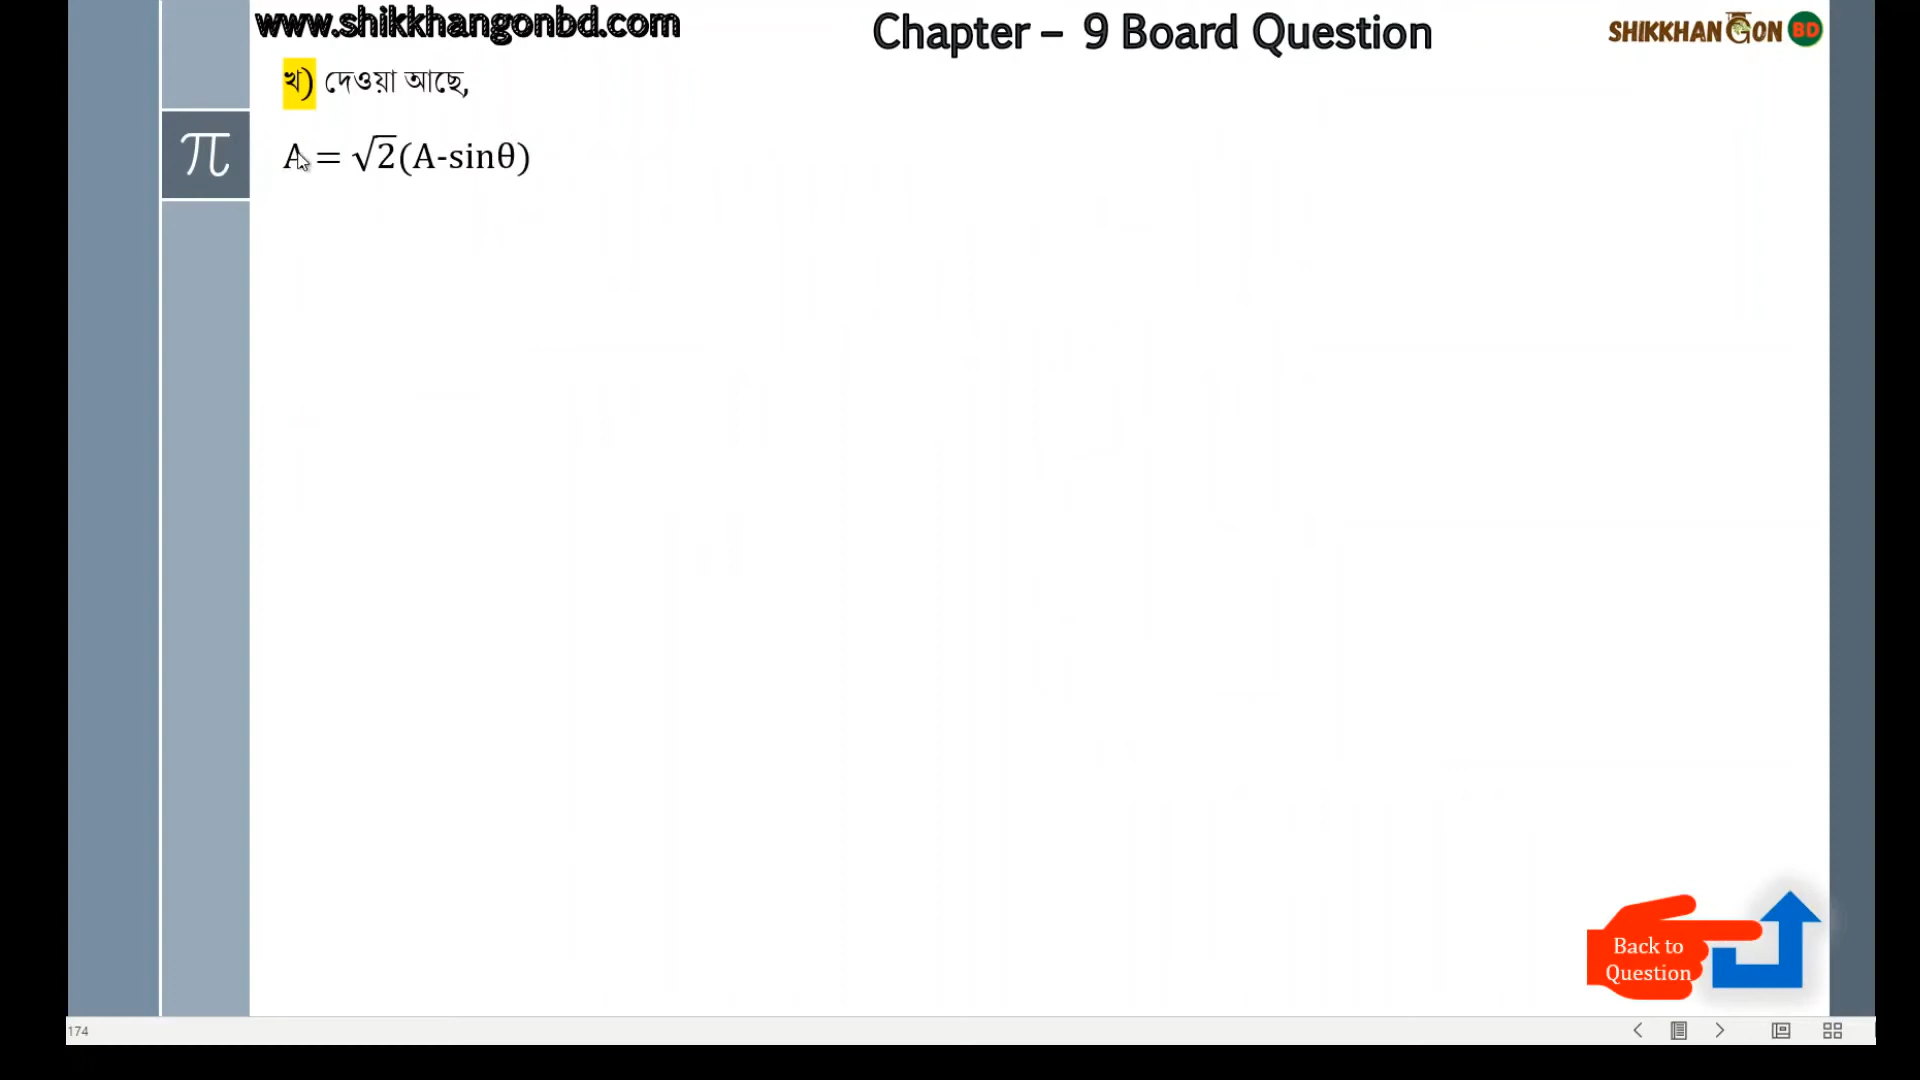 www.shikkhangonbd.com
Chapter – 9 Board Question
SHIKKHANGON BD
খ) দেওয়া আছে,
π
A = √2(A-sinθ)
Back to
Question
174